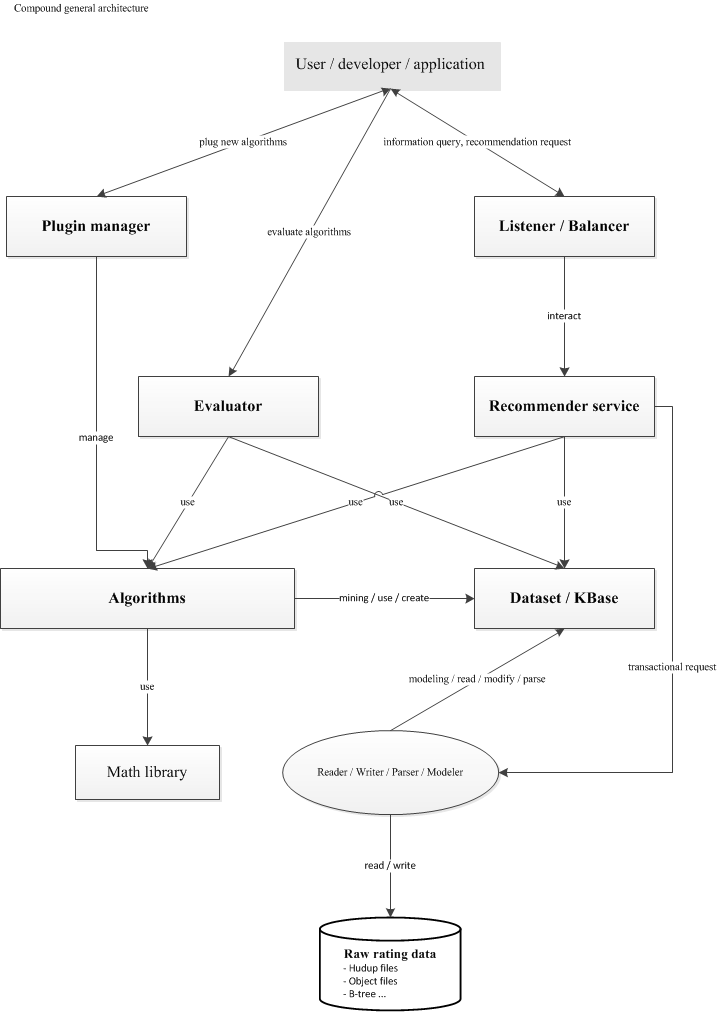 Compound general architecture
User / developer / application
plug new algorithms
information query, recommendation request
Plugin manager
Listener / Balancer
evaluate algorithms
interact
Evaluator
Recommender service
manage
use
use
use
use
Algorithms
mining / use / create
Dataset / KBase
transactional request
modeling / read / modify / parse
use
Math library
Reader / Writer / Parser / Modeler
read / write
Raw rating data
- Hudup files
- Object files
- B-tree ...